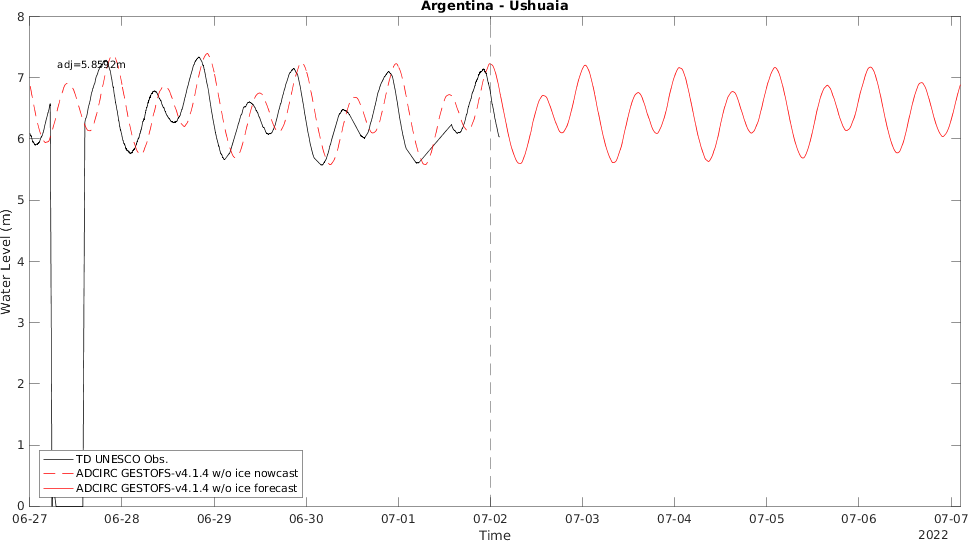 Argentina - Ushuaia
8
7
6
5
4
3
2
1
0
Water Level (m)
adj=5.8592m
TD UNESCO Obs.
ADCIRC GESTOFS-v4.1.4 w/o ice nowcast
ADCIRC GESTOFS-v4.1.4 w/o ice forecast
06-27 06-28 06-29 06-30 07-01 07-02 07-03 07-04 07-05 07-06 07-07
Time
2022